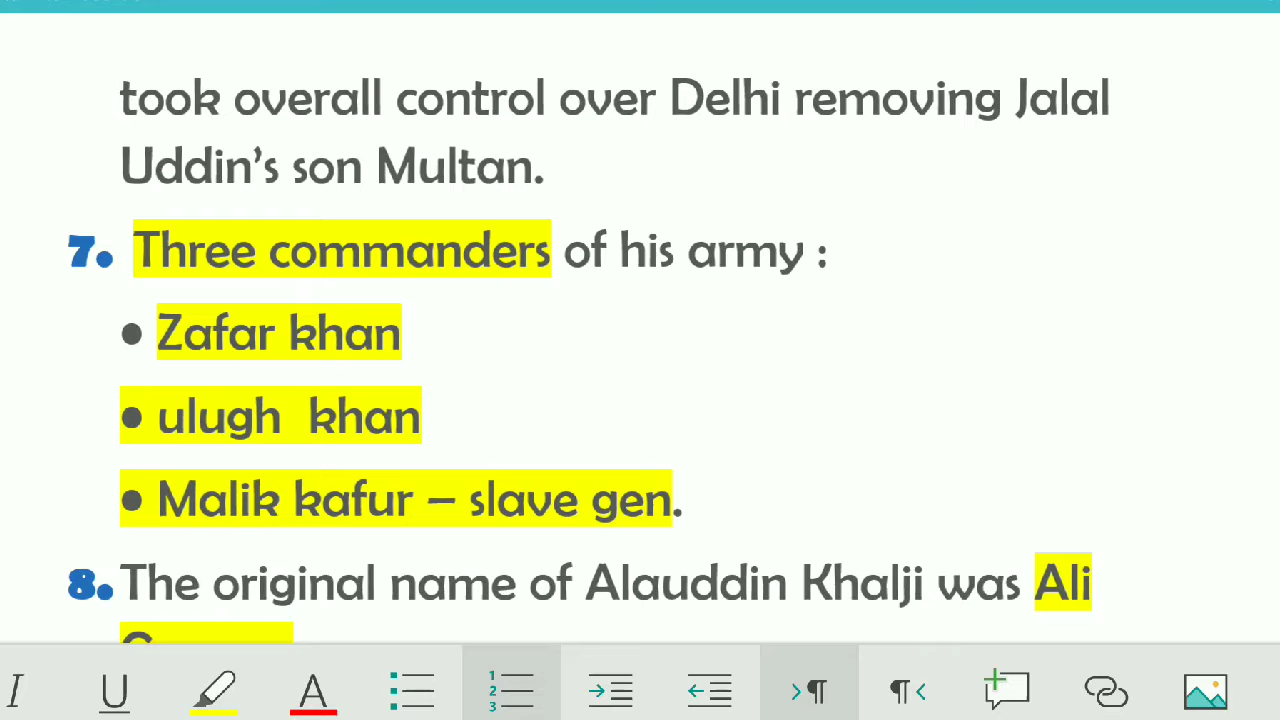 took overall control over Delhi removing Jalal
Uddin's son Multan.
7. Three commanders of his army :
• Zafar khan
• ulugh khan
• Malik kafur – slave gen.
8. The original name of Alauddin Khalji was Ali